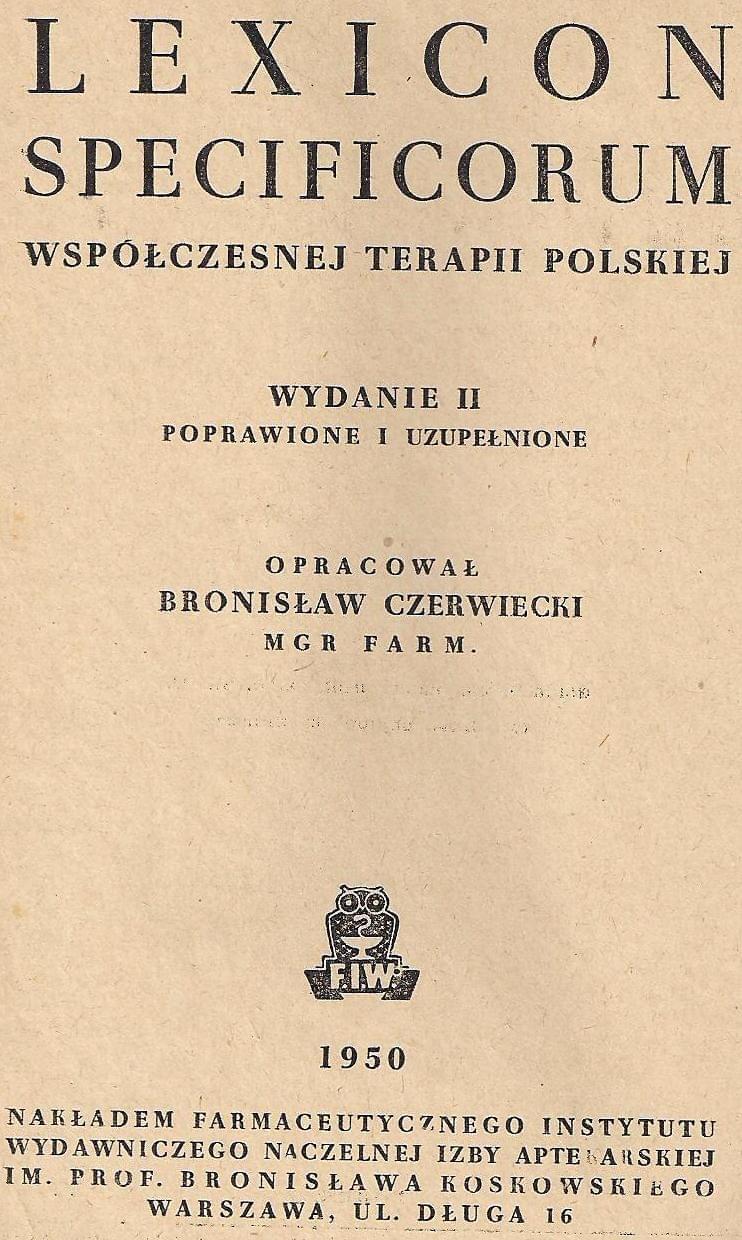 LEXICON
SPECIFICORUM
WSPÓŁCZESNEJ TERAPII POLSKIEJ
WYDANIE II
POPRAWIONE I UZUPEŁNIONE
OPRACOWAŁ
BRONISŁAW CZERWIECKI
MGR FARM.
F.I.W.
1950
NAKŁADEM FARMACEUTYCZNEGO INSTYTUTU
WYDAWNICZEGO NACZELNEJ IZBY APTEKARSKIEJ
IM. PROF. BRONISŁAWA KOSKOWSKIEGO
WARSZAWA, UL. DŁUGA 16